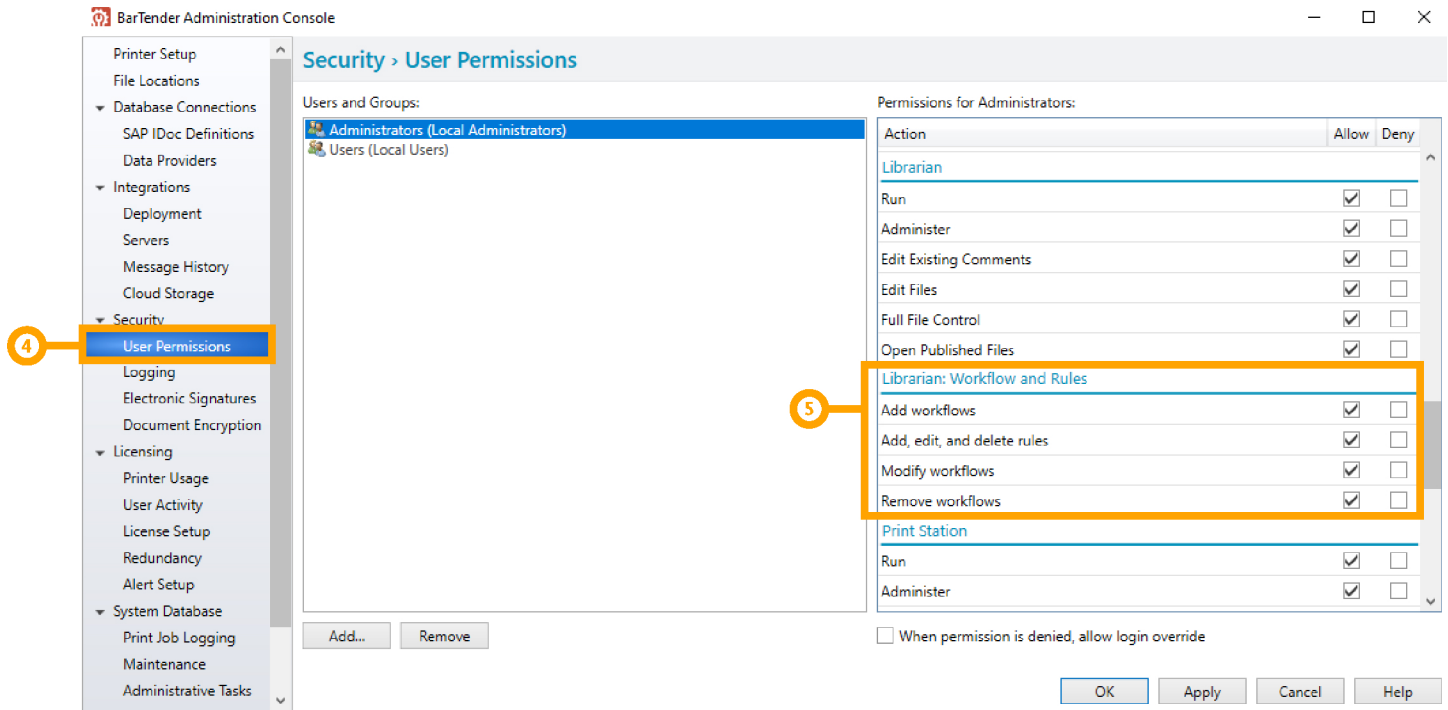 BarTender Administration Console
Printer Setup
File Locations
Database Connections
SAP IDoc Definitions
Data Providers
Integrations
Deployment
Servers
Message History
Cloud Storage
Security
4
User Permissions
Logging
Electronic Signatures
Document Encryption
Licensing
Printer Usage
User Activity
License Setup
Redundancy
Alert Setup
System Database
Print Job Logging
Maintenance
Administrative Tasks
Security › User Permissions
Users and Groups:
Administrators (Local Administrators)
Users (Local Users)
Add...
Remove
Permissions for Administrators:
Action Allow Deny
Librarian
Run
Administer
Edit Existing Comments
Edit Files
Full File Control
Open Published Files
5
Librarian: Workflow and Rules
Add workflows
Add, edit, and delete rules
Modify workflows
Remove workflows
Print Station
Run
Administer
When permission is denied, allow login override
OK Apply Cancel Help